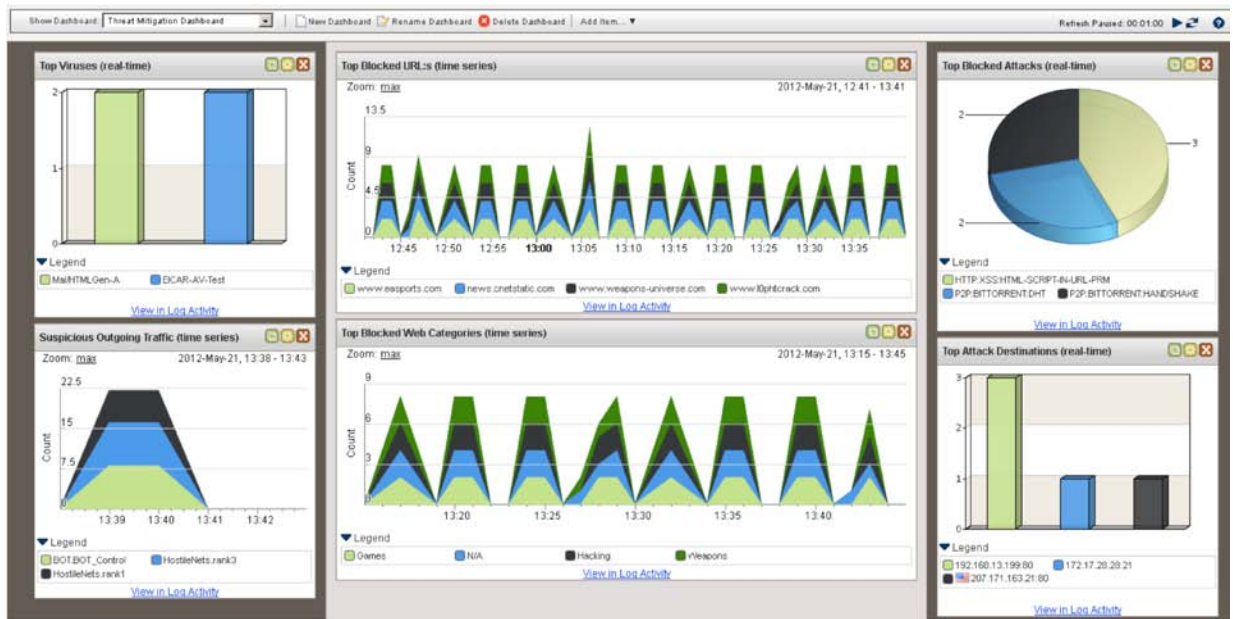 Show Dashboard: Threat Mitigation Dashboard New Dashboard Rename Dashboard Delete Dashboard Add Item... ▼ Refresh Paused: 00:01:00
Top Viruses (real-time)
2
1
0
Legend
Mal/HTMLGen-A EICAR-AV-Test
View in Log Activity
Suspicious Outgoing Traffic (time series)
Zoom: max 2012-May-21, 13:38 - 13:43
22.5
15
7.5
0
Count
13:39 13:40 13:41 13:42
Legend
BOT.BOT_Control HostileNets.rank3
HostileNets.rank1
View in Log Activity
Top Blocked URL:s (time series)
Zoom: max 2012-May-21, 12:41 - 13:41
13.5
9
4.5
0
Count
12:45 12:50 12:55 13:00 13:05 13:10 13:15 13:20 13:25 13:30 13:35
Legend
www.easports.com news.cnetstatic.com www.weapons-universe.com www.l0phtcrack.com
View in Log Activity
Top Blocked Web Categories (time series)
Zoom: max 2012-May-21, 13:15 - 13:45
9
6
3
0
Count
13:20 13:25 13:30 13:35 13:40
Legend
Games N/A Hacking Weapons
View in Log Activity
Top Blocked Attacks (real-time)
2
3
2
Legend
HTTP:XSS:HTML-SCRIPT-IN-URL-PRM
P2P:BITTORRENT:DHT P2P:BITTORRENT:HANDSHAKE
View in Log Activity
Top Attack Destinations (real-time)
3
2
1
0
Legend
192.168.13.199:80 172.17.28.28:21
207.171.163.21:80
View in Log Activity